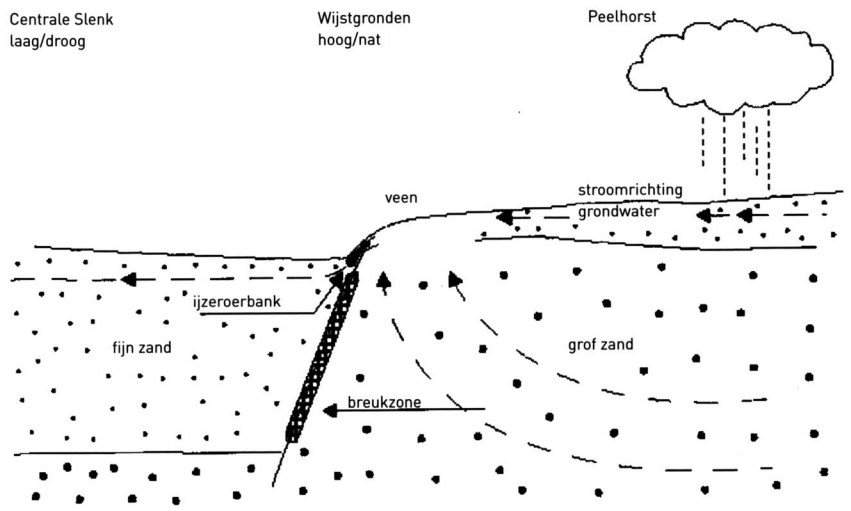 Centrale Slenk
laag/droog
Wijstgronden
hoog/nat
Peelhorst
veen
stroomrichting
grondwater
ijzeroerbank
fijn zand
grof zand
breukzone